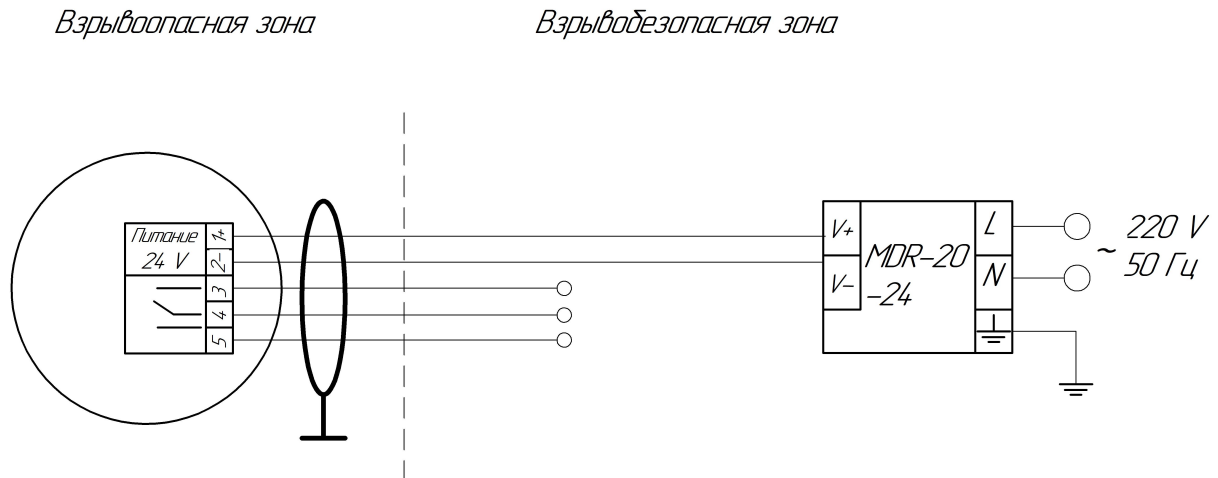 Взрывоопасная зона
Взрывобезопасная зона
Питание
24 V
1+
2-
3
4
5
V+
V-
MDR-20
-24
L
N
~ 220 V
50 Гц